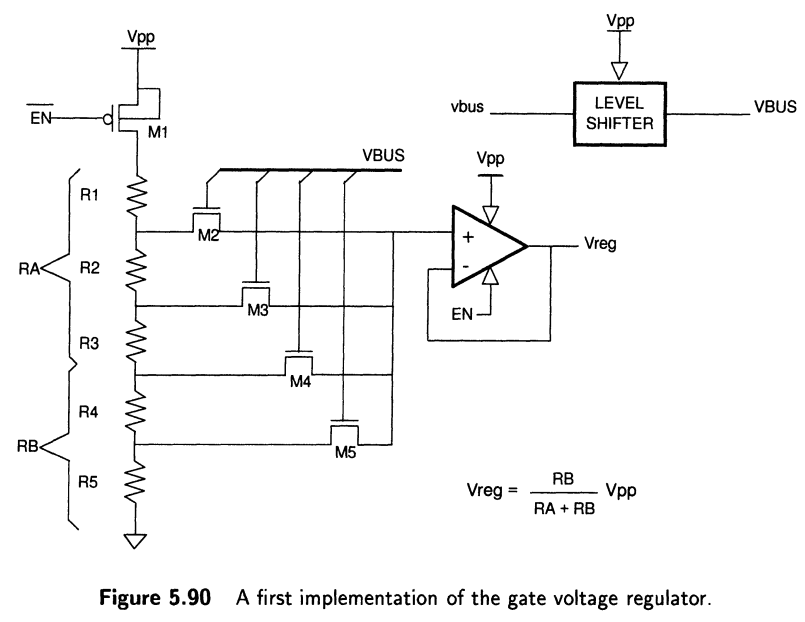 Vpp
Vpp
EN
M1
vbus
LEVEL
SHIFTER
VBUS
VBUS
Vpp
R1
M2
+
-
Vreg
RA
R2
M3
EN
R3
M4
R4
RB
M5
R5
Vreg = RB / RA + RB Vpp
Figure 5.90 A first implementation of the gate voltage regulator.